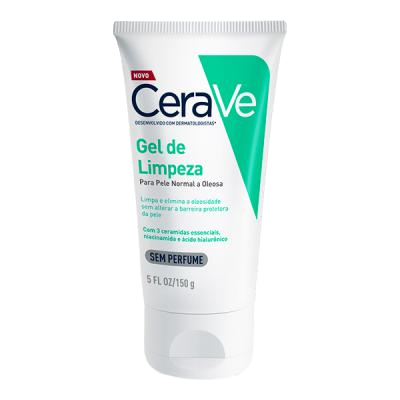 NOVO
CeraVe
DESENVOLVIDO COM DERMATOLOGISTAS*
Gel de
Limpeza
Para Pele Normal a Oleosa
Limpa e elimina a oleosidade
sem alterar a barreira protetora
da pele
Com 3 ceramidas essenciais,
niacinamida e ácido hialurônico
SEM PERFUME
5 FL OZ/150 g